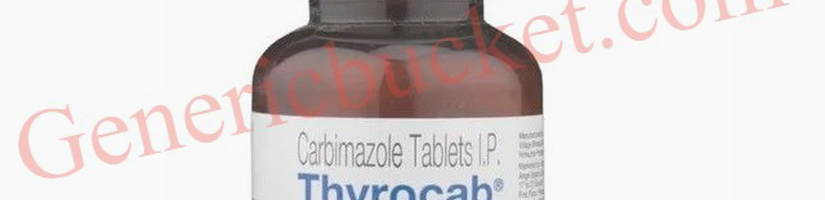 Genericbucket.com
Carbimazole Tablets I.P.
Thyrocab®